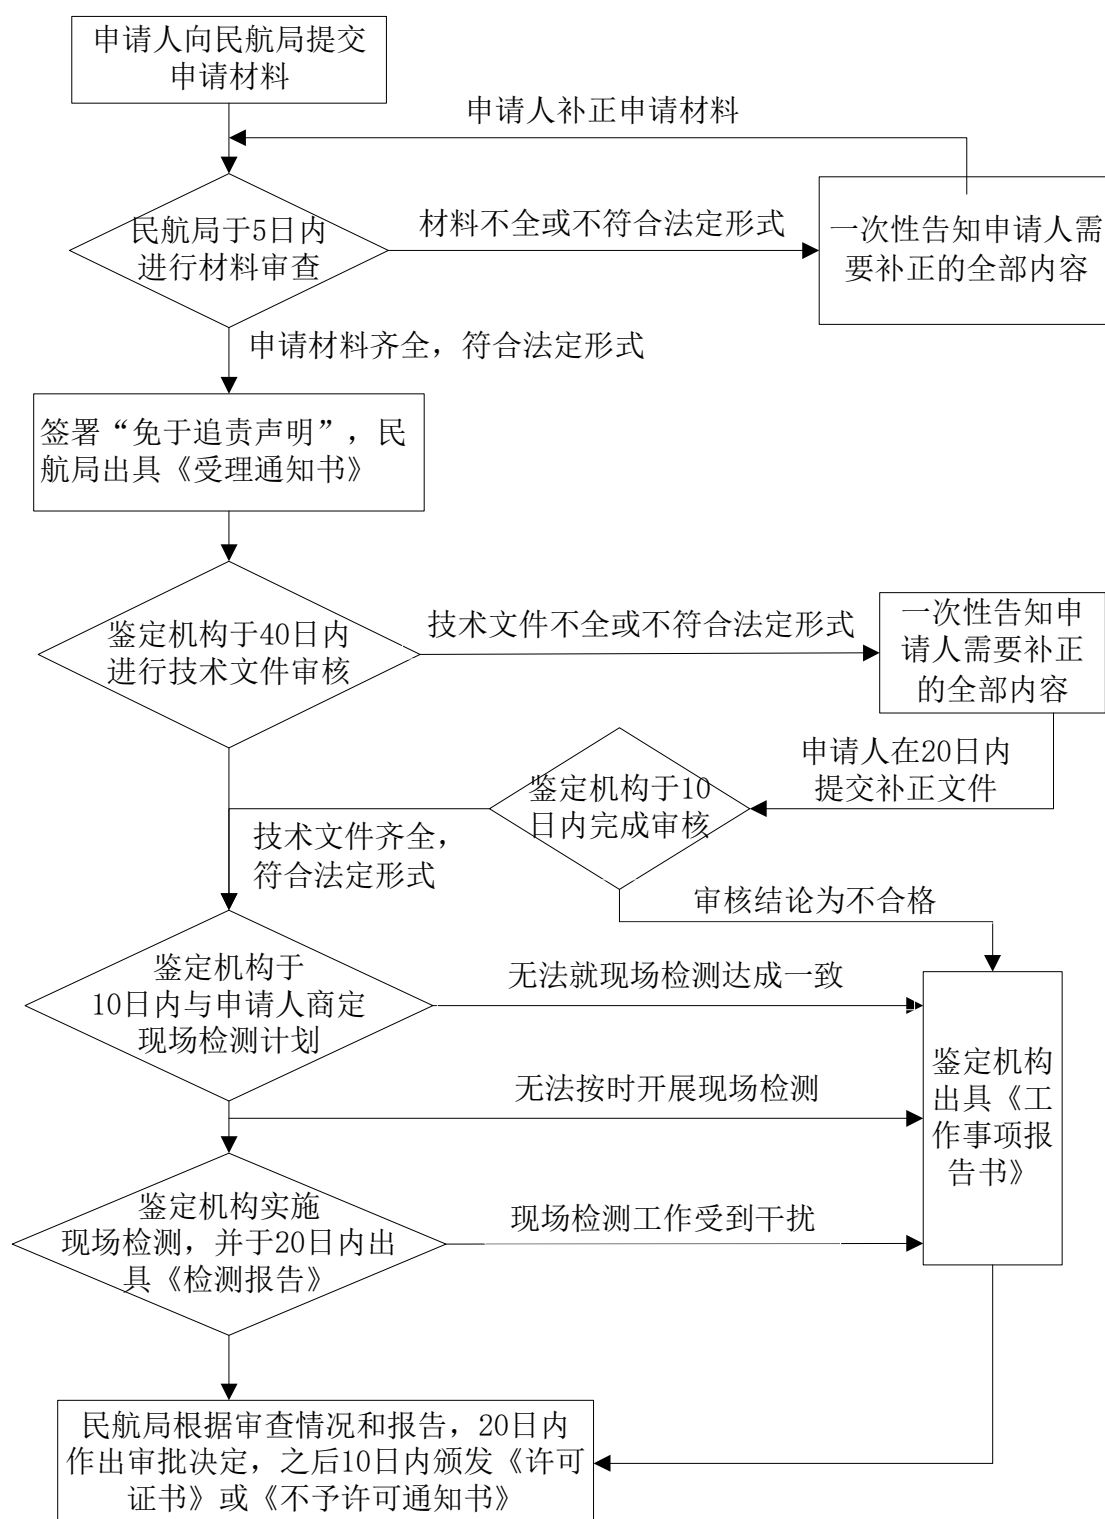 申请人向民航局提交
申请材料
申请人补正申请材料
民航局于5日内
进行材料审查
材料不全或不符合法定形式
一次性告知申请人需
要补正的全部内容
申请材料齐全，符合法定形式
签署“免于追责声明”，民
航局出具《受理通知书》
鉴定机构于40日内
进行技术文件审核
技术文件不全或不符合法定形式
一次性告知申
请人需要补正
的全部内容
申请人在20日内
提交补正文件
鉴定机构于10
日内完成审核
技术文件齐全，
符合法定形式
审核结论为不合格
鉴定机构于
10日内与申请人商定
现场检测计划
无法就现场检测达成一致
无法按时开展现场检测
鉴定机构
出具《工
作事项报
告书》
鉴定机构实施
现场检测，并于20日内出
具《检测报告》
现场检测工作受到干扰
民航局根据审查情况和报告，20日内
作出审批决定，之后10日内颁发《许可
证书》或《不予许可通知书》